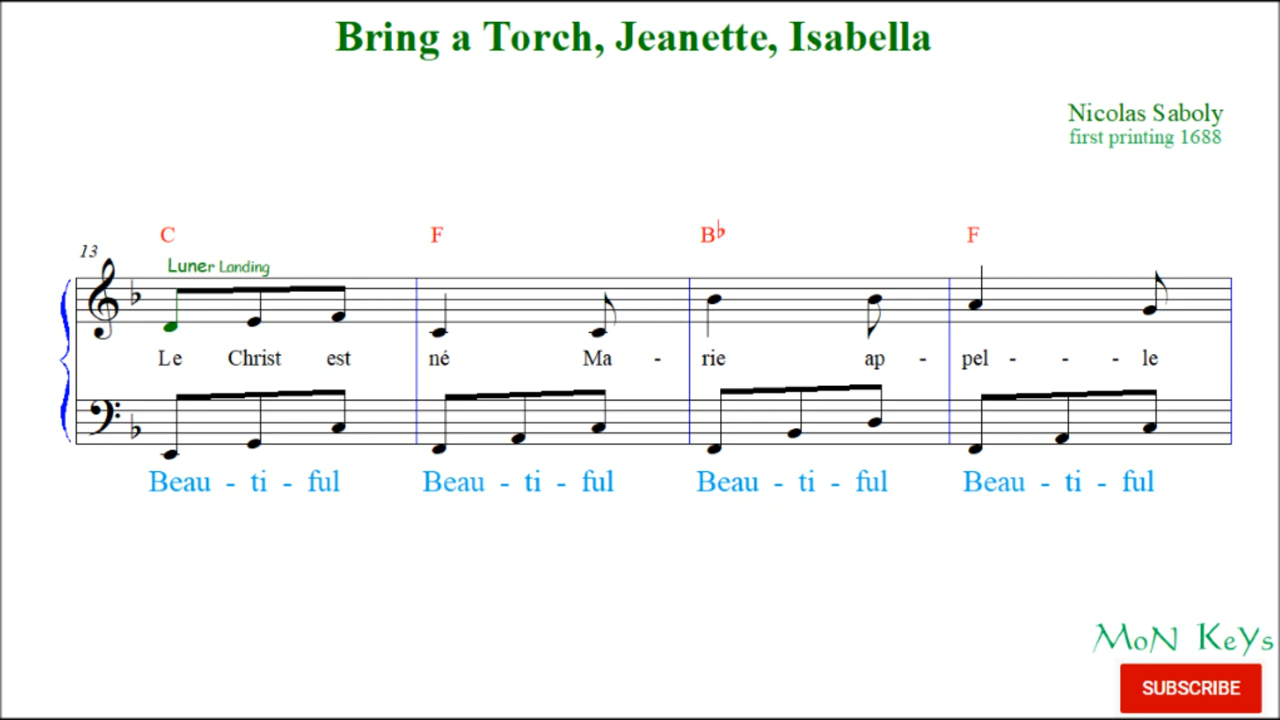 Bring a Torch, Jeanette, Isabella
Nicolas Saboly
first printing 1688
C F B♭ F
13
Luner Landing
Le Christ est né Ma - rie ap - pel - - - le
Beau - ti - ful Beau - ti - ful Beau - ti - ful Beau - ti - ful
MoN KeYs
SUBSCRIBE